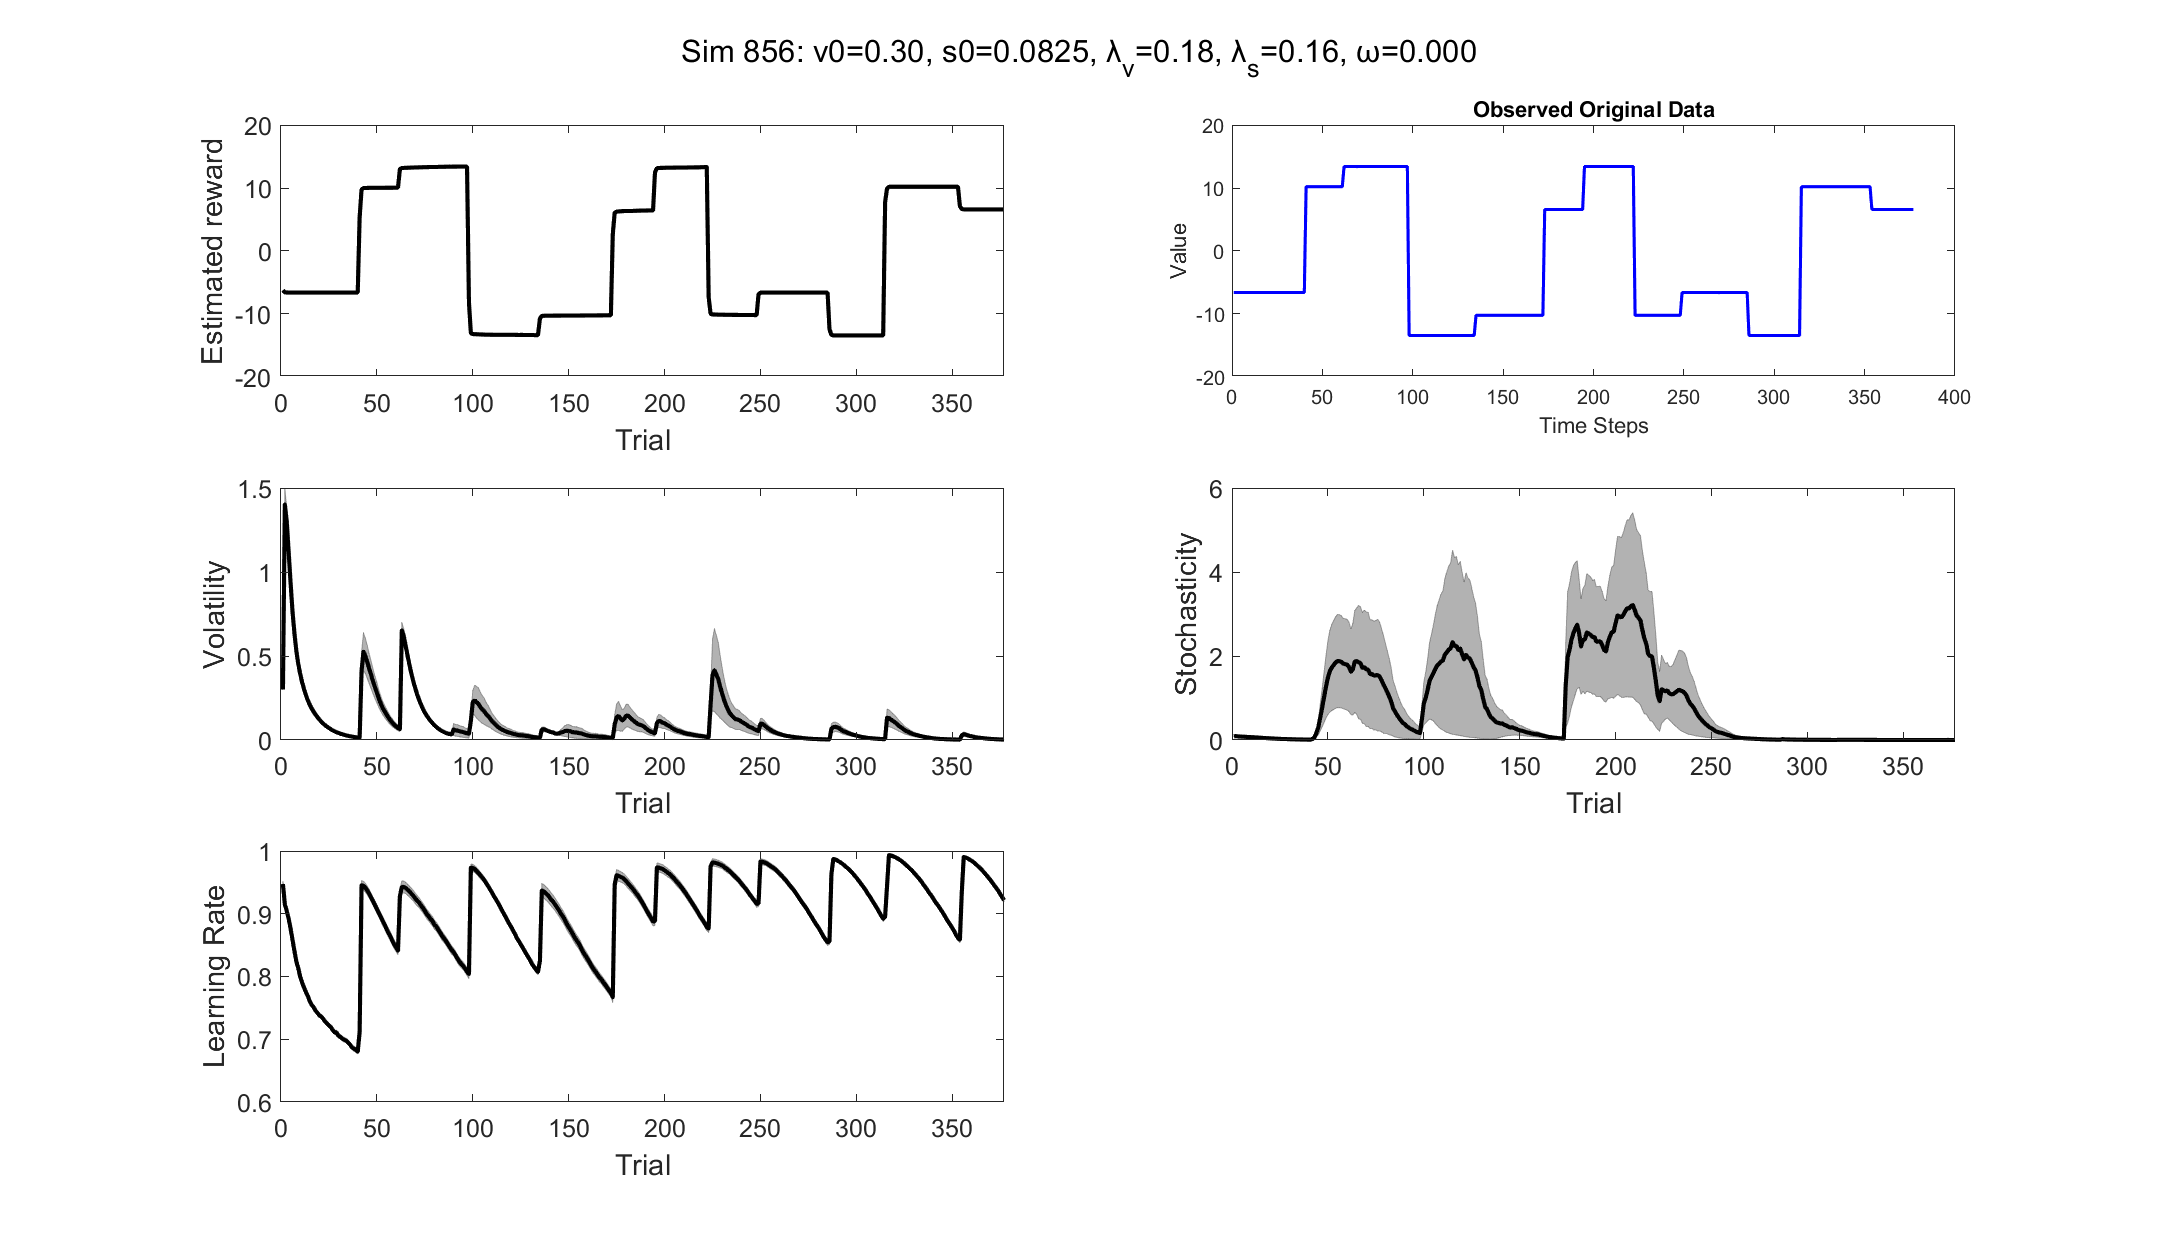 Sim 856: v0=0.30, s0=0.0825, λv=0.18, λs=0.16, ω=0.000
Estimated reward
20
10
0
-10
-20
0 50 100 150 200 250 300 350
Trial
Observed Original Data
Value
20
10
0
-10
-20
0 50 100 150 200 250 300 350 400
Time Steps
Volatility
1.5
1
0.5
0
0 50 100 150 200 250 300 350
Trial
Stochasticity
6
4
2
0
0 50 100 150 200 250 300 350
Trial
Learning Rate
1
0.9
0.8
0.7
0.6
0 50 100 150 200 250 300 350
Trial